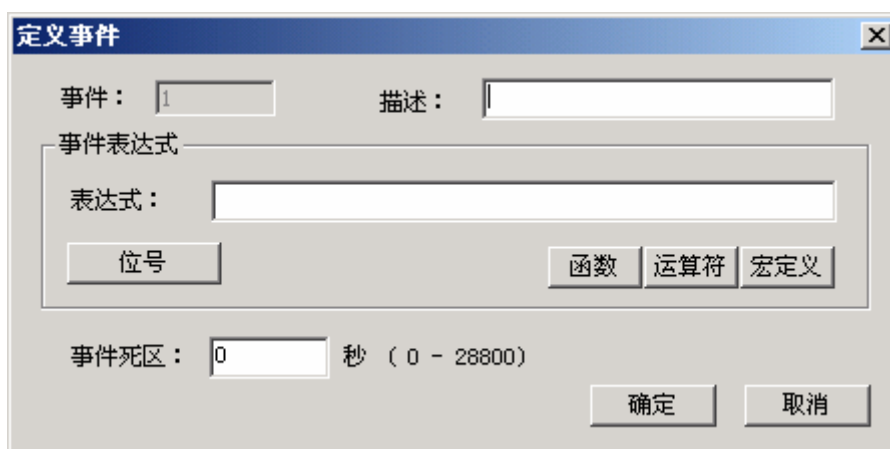 定义事件
事件： 1 描述：
事件表达式
表达式：
位号 函数 运算符 宏定义
事件死区： 0 秒 （ 0 - 28800）
确定 取消